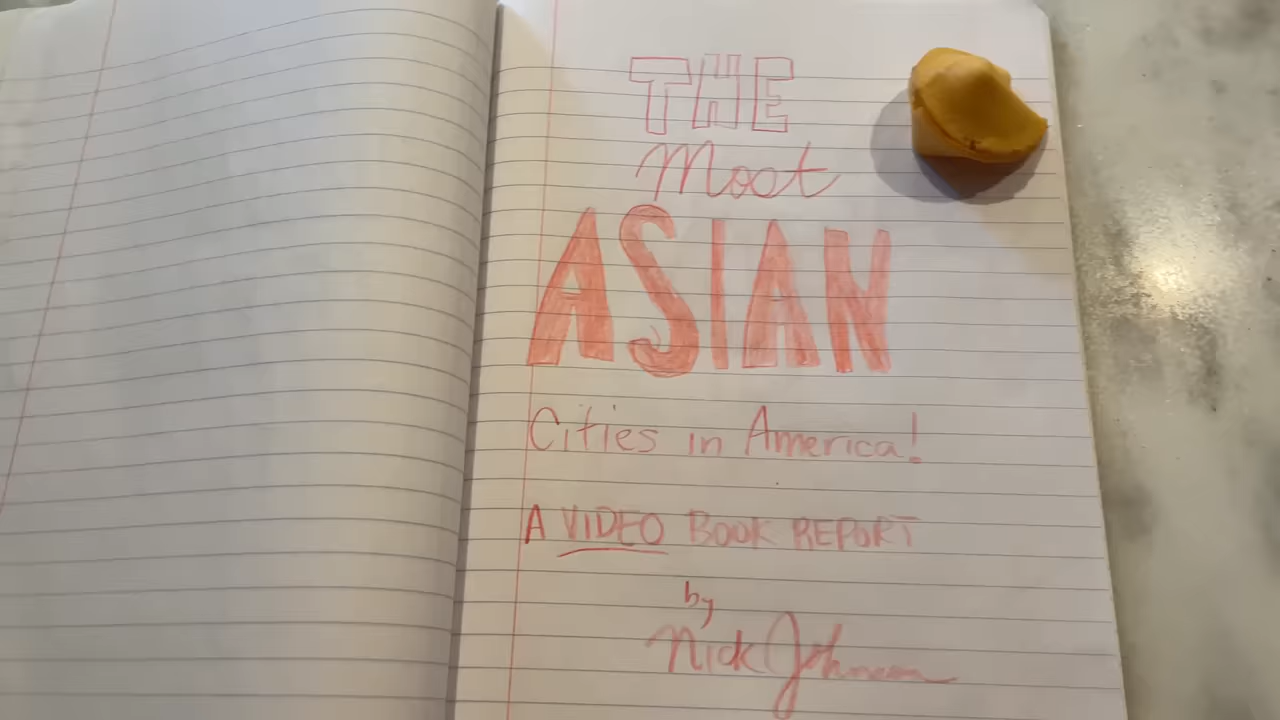 THE
Most
ASIAN
Cities in America!
A VIDEO BOOK REPORT
by
Nick Johnson